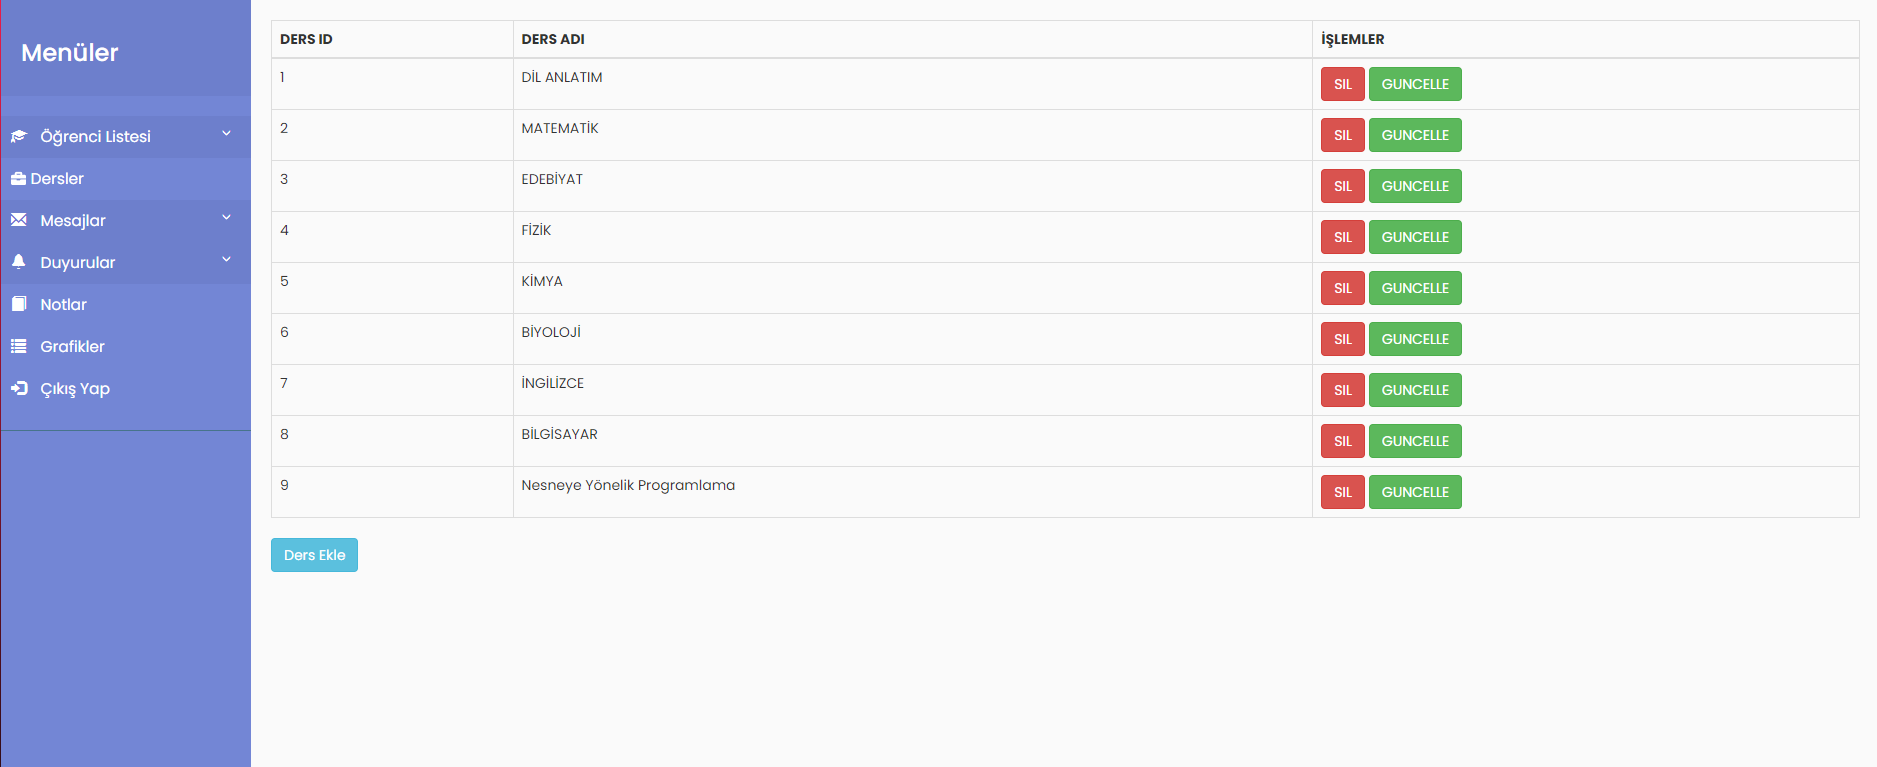 Menüler
Öğrenci Listesi
Dersler
Mesajlar
Duyurular
Notlar
Grafikler
Çıkış Yap
DERS ID DERS ADI İŞLEMLER
1 DİL ANLATIM SIL GUNCELLE
2 MATEMATİK SIL GUNCELLE
3 EDEBİYAT SIL GUNCELLE
4 FİZİK SIL GUNCELLE
5 KİMYA SIL GUNCELLE
6 BİYOLOJİ SIL GUNCELLE
7 İNGİLİZCE SIL GUNCELLE
8 BİLGİSAYAR SIL GUNCELLE
9 Nesneye Yönelik Programlama SIL GUNCELLE
Ders Ekle